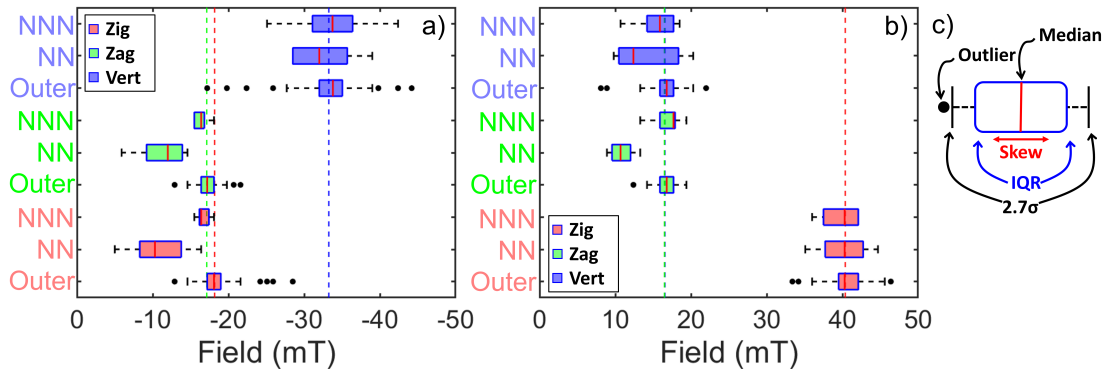 NNN
NN
Outer
NNN
NN
Outer
NNN
NN
Outer
Zig
Zag
Vert
a)
0 -10 -20 -30 -40 -50
Field (mT)
NNN
NN
Outer
NNN
NN
Outer
NNN
NN
Outer
b)
Zig
Zag
Vert
0 10 20 30 40 50
Field (mT)
c)
Median
Outlier
Skew
IQR
2.7σ